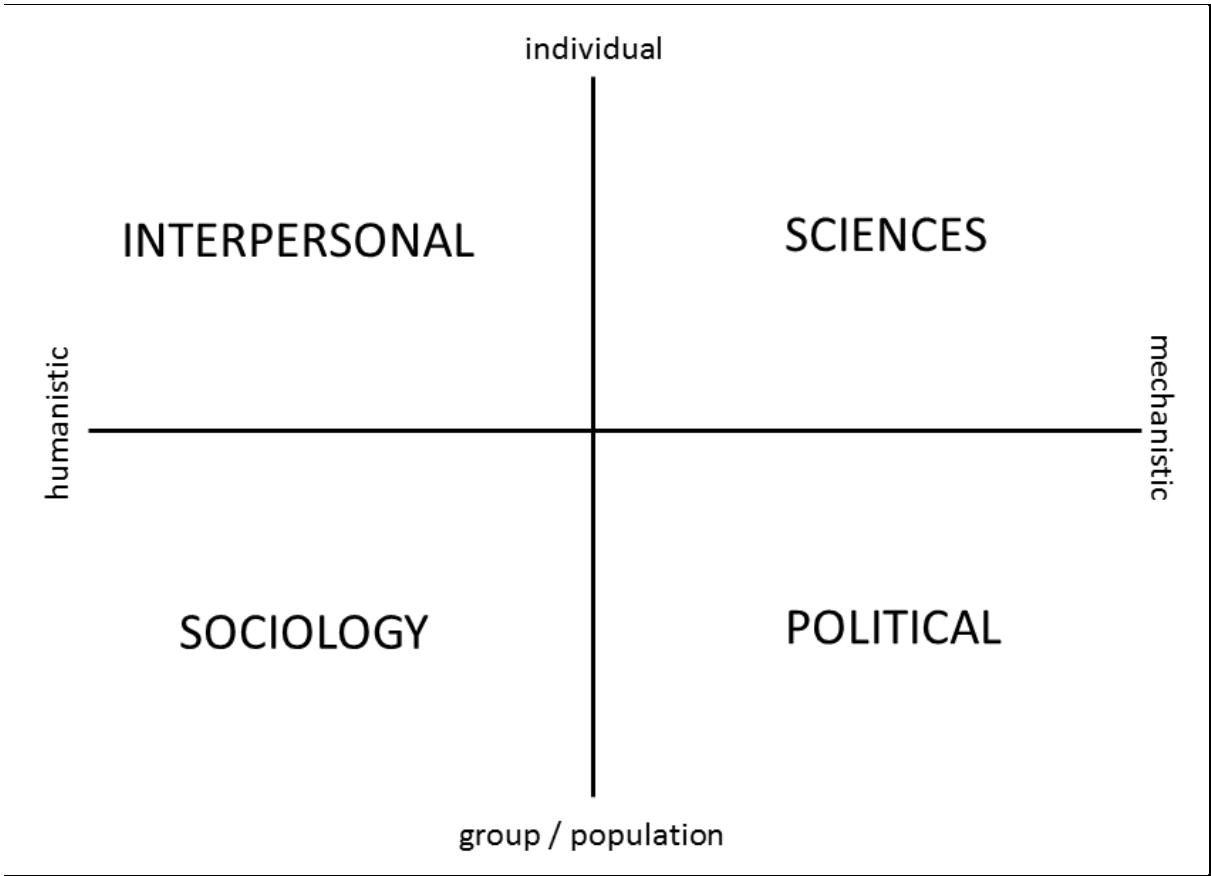 individual
INTERPERSONAL
SCIENCES
humanistic
mechanistic
SOCIOLOGY
POLITICAL
group / population